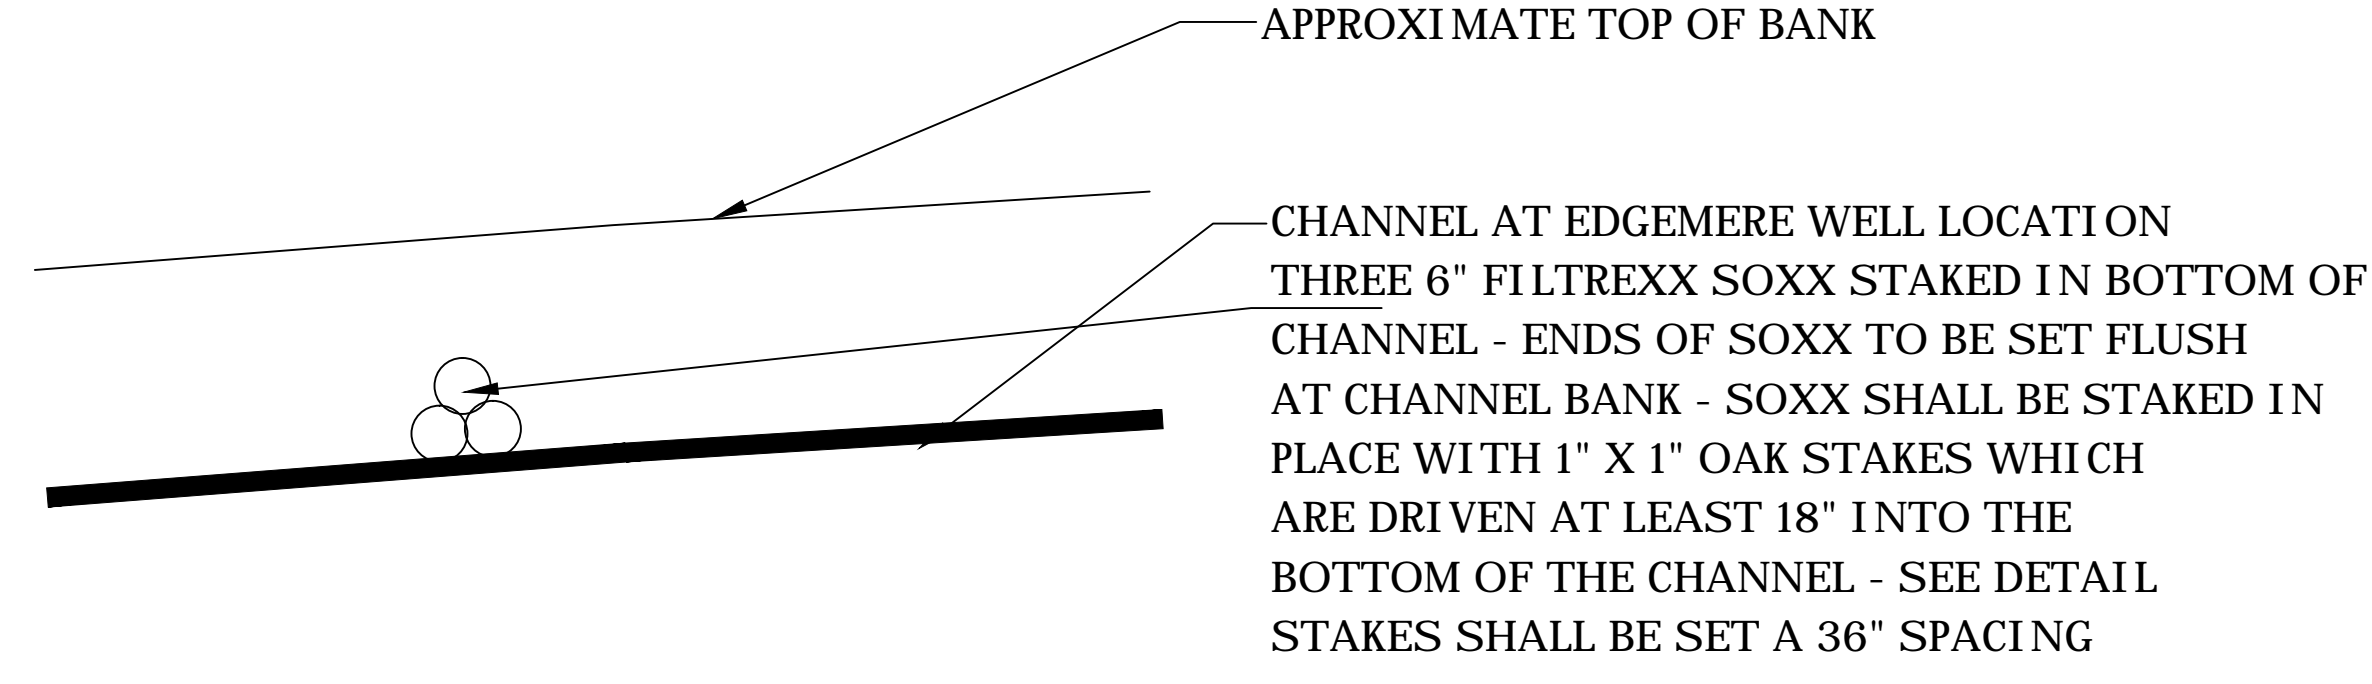 APPROXIMATE TOP OF BANK
CHANNEL AT EDGEMERE WELL LOCATION
THREE 6" FILTREXX SOXX STAKED IN BOTTOM OF
CHANNEL - ENDS OF SOXX TO BE SET FLUSH
AT CHANNEL BANK - SOXX SHALL BE STAKED IN
PLACE WITH 1" X 1" OAK STAKES WHICH
ARE DRIVEN AT LEAST 18" INTO THE
BOTTOM OF THE CHANNEL - SEE DETAIL
STAKES SHALL BE SET A 36" SPACING